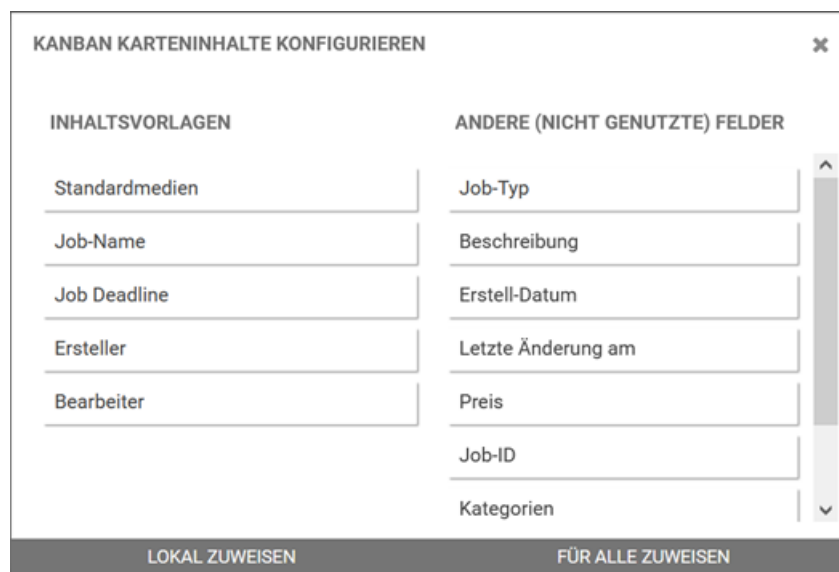 KANBAN KARTENINHALTE KONFIGURIEREN
INHALTSVORLAGEN
Standardmedien
Job-Name
Job Deadline
Ersteller
Bearbeiter
ANDERE (NICHT GENUTZTE) FELDER
Job-Typ
Beschreibung
Erstell-Datum
Letzte Änderung am
Preis
Job-ID
Kategorien
LOKAL ZUWEISEN
FÜR ALLE ZUWEISEN